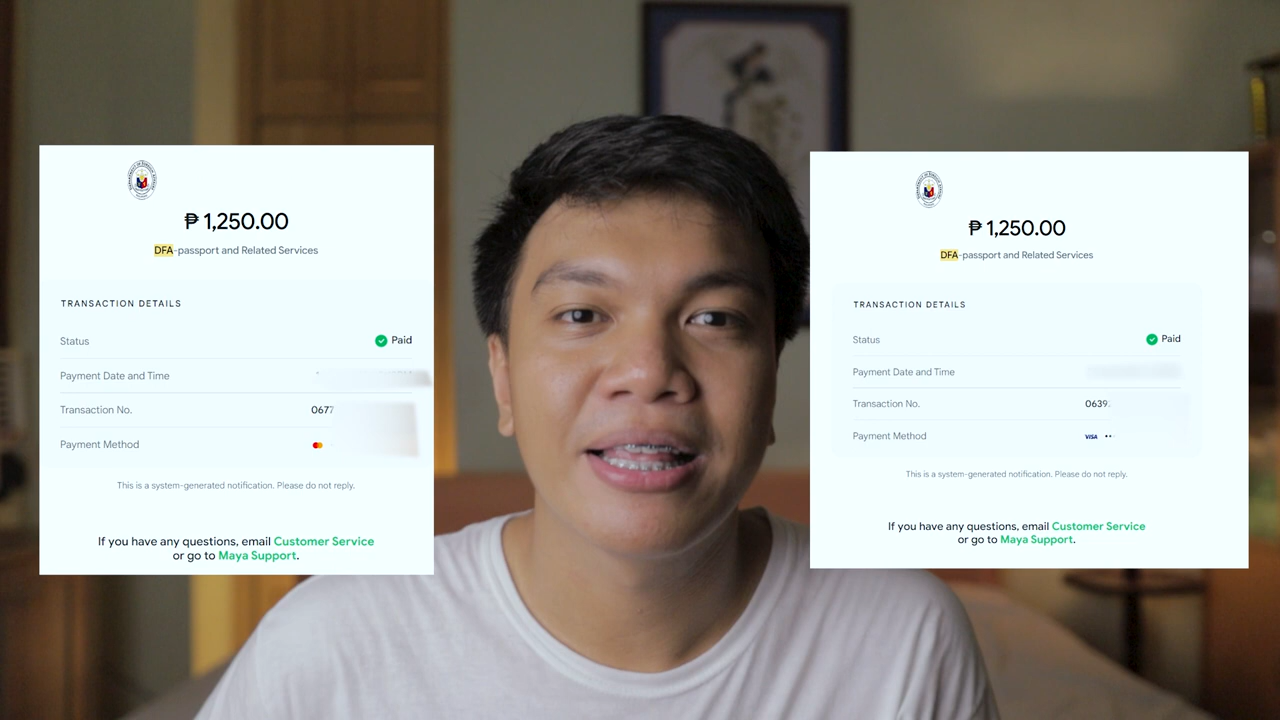 ₱ 1,250.00
DFA-passport and Related Services
TRANSACTION DETAILS
Status Paid
Payment Date and Time
Transaction No. 0677
Payment Method
This is a system-generated notification. Please do not reply.
If you have any questions, email Customer Service
or go to Maya Support.
₱ 1,250.00
DFA-passport and Related Services
TRANSACTION DETAILS
Status Paid
Payment Date and Time
Transaction No. 0639
Payment Method VISA
This is a system-generated notification. Please do not reply.
If you have any questions, email Customer Service
or go to Maya Support.